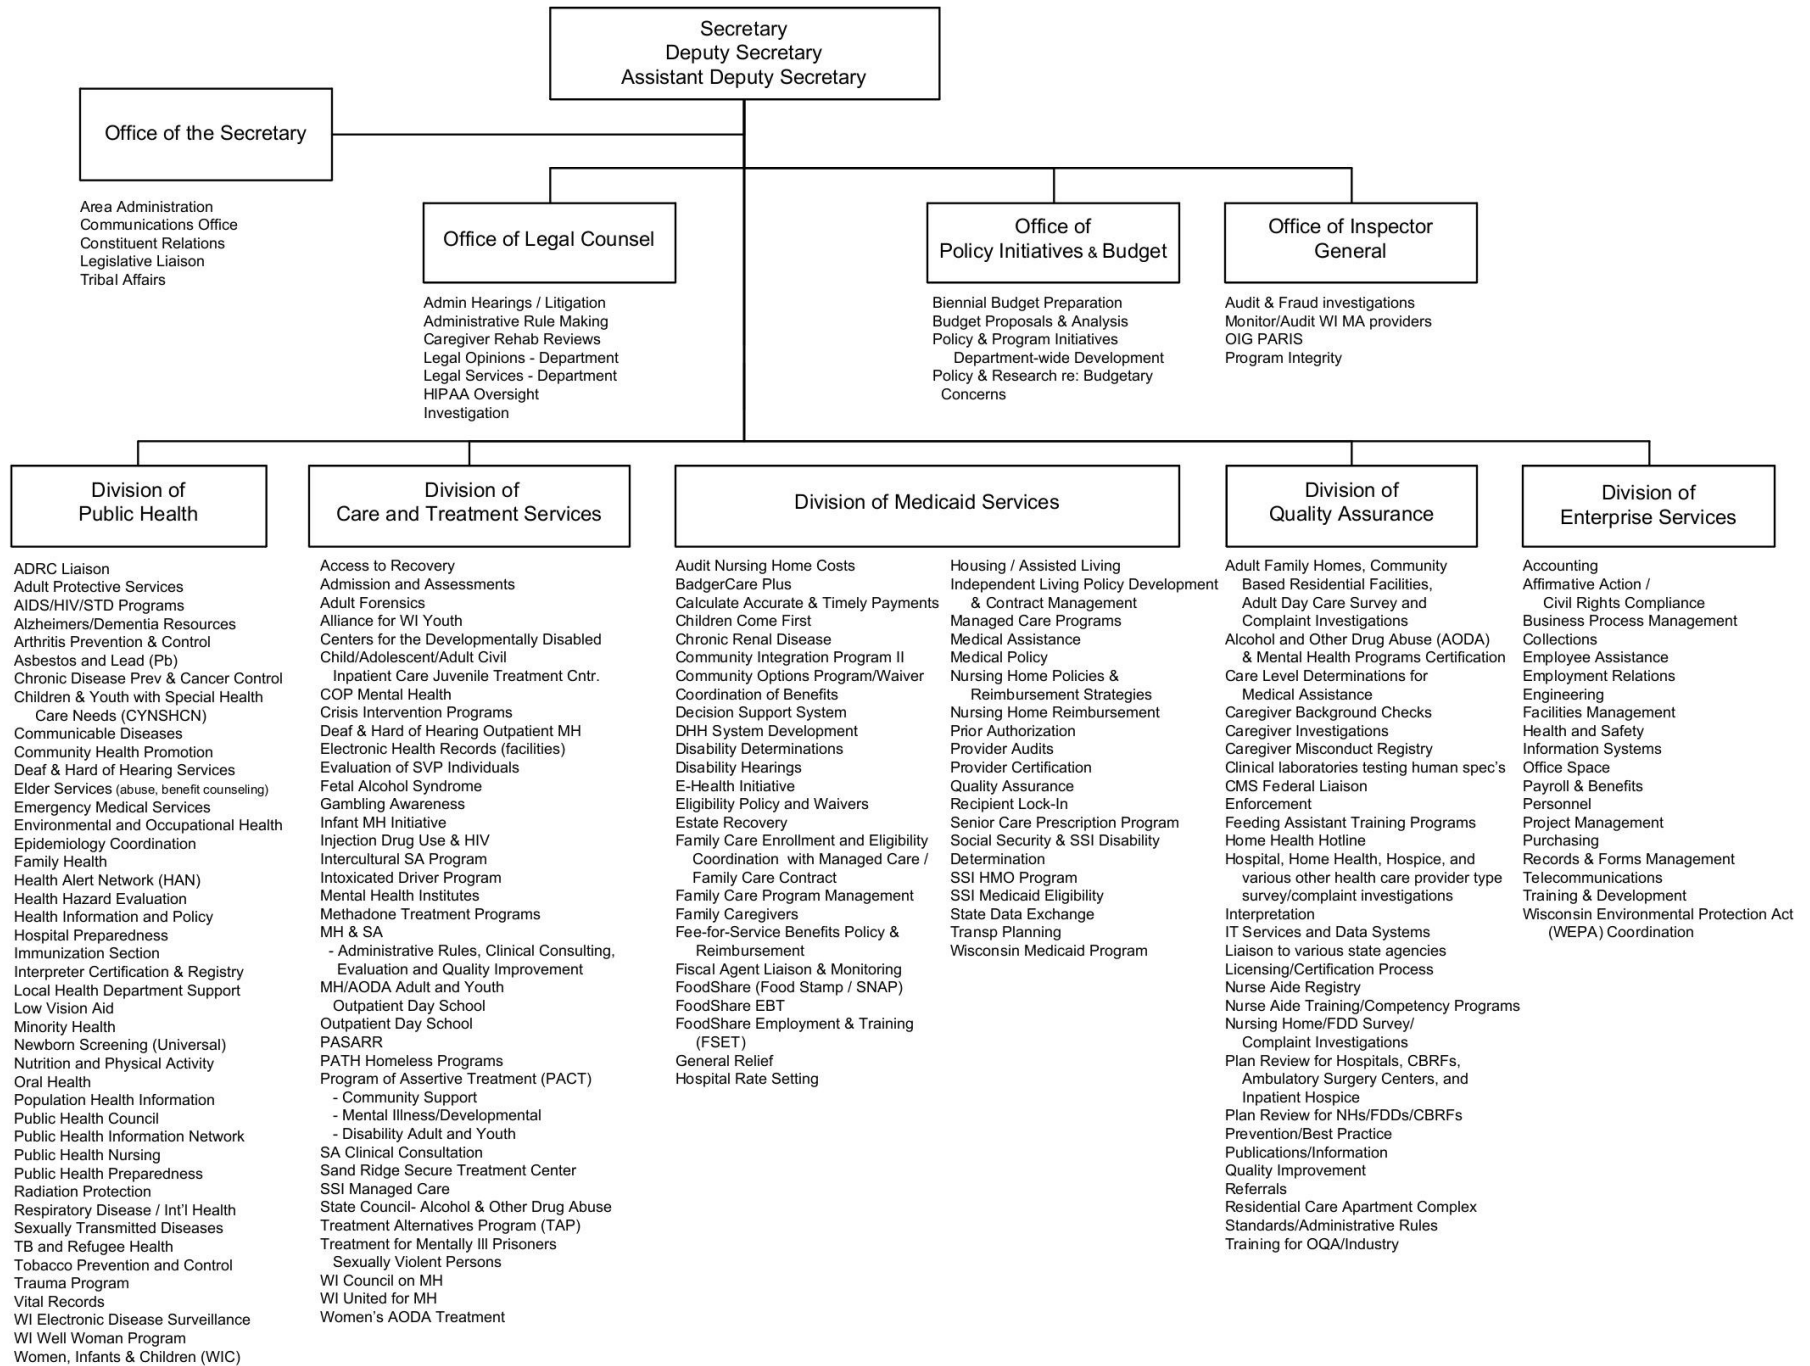 Secretary
Deputy Secretary
Assistant Deputy Secretary
Office of the Secretary
Area Administration
Communications Office
Constituent Relations
Legislative Liaison
Tribal Affairs
Office of Legal Counsel
Admin Hearings / Litigation
Administrative Rule Making
Caregiver Rehab Reviews
Legal Opinions - Department
Legal Services - Department
HIPAA Oversight
Investigation
Office of
Policy Initiatives & Budget
Biennial Budget Preparation
Budget Proposals & Analysis
Policy & Program Initiatives
Department-wide Development
Policy & Research re: Budgetary
Concerns
Office of Inspector
General
Audit & Fraud investigations
Monitor/Audit WI MA providers
OIG PARIS
Program Integrity
Division of
Public Health
ADRC Liaison
Adult Protective Services
AIDS/HIV/STD Programs
Alzheimers/Dementia Resources
Arthritis Prevention & Control
Asbestos and Lead (Pb)
Chronic Disease Prev & Cancer Control
Children & Youth with Special Health
Care Needs (CYNSHCN)
Communicable Diseases
Community Health Promotion
Deaf & Hard of Hearing Services
Elder Services (abuse, benefit counseling)
Emergency Medical Services
Environmental and Occupational Health
Epidemiology Coordination
Family Health
Health Alert Network (HAN)
Health Hazard Evaluation
Health Information and Policy
Hospital Preparedness
Immunization Section
Interpreter Certification & Registry
Local Health Department Support
Low Vision Aid
Minority Health
Newborn Screening (Universal)
Nutrition and Physical Activity
Oral Health
Population Health Information
Public Health Council
Public Health Information Network
Public Health Nursing
Public Health Preparedness
Radiation Protection
Respiratory Disease / Int'l Health
Sexually Transmitted Diseases
TB and Refugee Health
Tobacco Prevention and Control
Trauma Program
Vital Records
WI Electronic Disease Surveillance
WI Well Woman Program
Women, Infants & Children (WIC)
Division of
Care and Treatment Services
Access to Recovery
Admission and Assessments
Adult Forensics
Alliance for WI Youth
Centers for the Developmentally Disabled
Child/Adolescent/Adult Civil
Inpatient Care Juvenile Treatment Cntr.
COP Mental Health
Crisis Intervention Programs
Deaf & Hard of Hearing Outpatient MH
Electronic Health Records (facilities)
Evaluation of SVP Individuals
Fetal Alcohol Syndrome
Gambling Awareness
Infant MH Initiative
Injection Drug Use & HIV
Intercultural SA Program
Intoxicated Driver Program
Mental Health Institutes
Methadone Treatment Programs
MH & SA
- Administrative Rules, Clinical Consulting,
Evaluation and Quality Improvement
MH/AODA Adult and Youth
Outpatient Day School
Outpatient Day School
PASARR
PATH Homeless Programs
Program of Assertive Treatment (PACT)
- Community Support
- Mental Illness/Developmental
- Disability Adult and Youth
SA Clinical Consultation
Sand Ridge Secure Treatment Center
SSI Managed Care
State Council- Alcohol & Other Drug Abuse
Treatment Alternatives Program (TAP)
Treatment for Mentally Ill Prisoners
Sexually Violent Persons
WI Council on MH
WI United for MH
Women's AODA Treatment
Division of Medicaid Services
Audit Nursing Home Costs
BadgerCare Plus
Calculate Accurate & Timely Payments
Children Come First
Chronic Renal Disease
Community Integration Program II
Community Options Program/Waiver
Coordination of Benefits
Decision Support System
DHH System Development
Disability Determinations
Disability Hearings
E-Health Initiative
Eligibility Policy and Waivers
Estate Recovery
Family Care Enrollment and Eligibility
Coordination with Managed Care /
Family Care Contract
Family Care Program Management
Family Caregivers
Fee-for-Service Benefits Policy &
Reimbursement
Fiscal Agent Liaison & Monitoring
FoodShare (Food Stamp / SNAP)
FoodShare EBT
FoodShare Employment & Training
(FSET)
General Relief
Hospital Rate Setting
Housing / Assisted Living
Independent Living Policy Development
& Contract Management
Managed Care Programs
Medical Assistance
Medical Policy
Nursing Home Policies &
Reimbursement Strategies
Nursing Home Reimbursement
Prior Authorization
Provider Audits
Provider Certification
Quality Assurance
Recipient Lock-In
Senior Care Prescription Program
Social Security & SSI Disability
Determination
SSI HMO Program
SSI Medicaid Eligibility
State Data Exchange
Transp Planning
Wisconsin Medicaid Program
Division of
Quality Assurance
Adult Family Homes, Community
Based Residential Facilities,
Adult Day Care Survey and
Complaint Investigations
Alcohol and Other Drug Abuse (AODA)
& Mental Health Programs Certification
Care Level Determinations for
Medical Assistance
Caregiver Background Checks
Caregiver Investigations
Caregiver Misconduct Registry
Clinical laboratories testing human spec's
CMS Federal Liaison
Enforcement
Feeding Assistant Training Programs
Home Health Hotline
Hospital, Home Health, Hospice, and
various other health care provider type
survey/complaint investigations
Interpretation
IT Services and Data Systems
Liaison to various state agencies
Licensing/Certification Process
Nurse Aide Registry
Nurse Aide Training/Competency Programs
Nursing Home/FDD Survey/
Complaint Investigations
Plan Review for Hospitals, CBRFs,
Ambulatory Surgery Centers, and
Inpatient Hospice
Plan Review for NHs/FDDs/CBRFs
Prevention/Best Practice
Publications/Information
Quality Improvement
Referrals
Residential Care Apartment Complex
Standards/Administrative Rules
Training for OQA/Industry
Division of
Enterprise Services
Accounting
Affirmative Action /
Civil Rights Compliance
Business Process Management
Collections
Employee Assistance
Employment Relations
Engineering
Facilities Management
Health and Safety
Information Systems
Office Space
Payroll & Benefits
Personnel
Project Management
Purchasing
Records & Forms Management
Telecommunications
Training & Development
Wisconsin Environmental Protection Act
(WEPA) Coordination